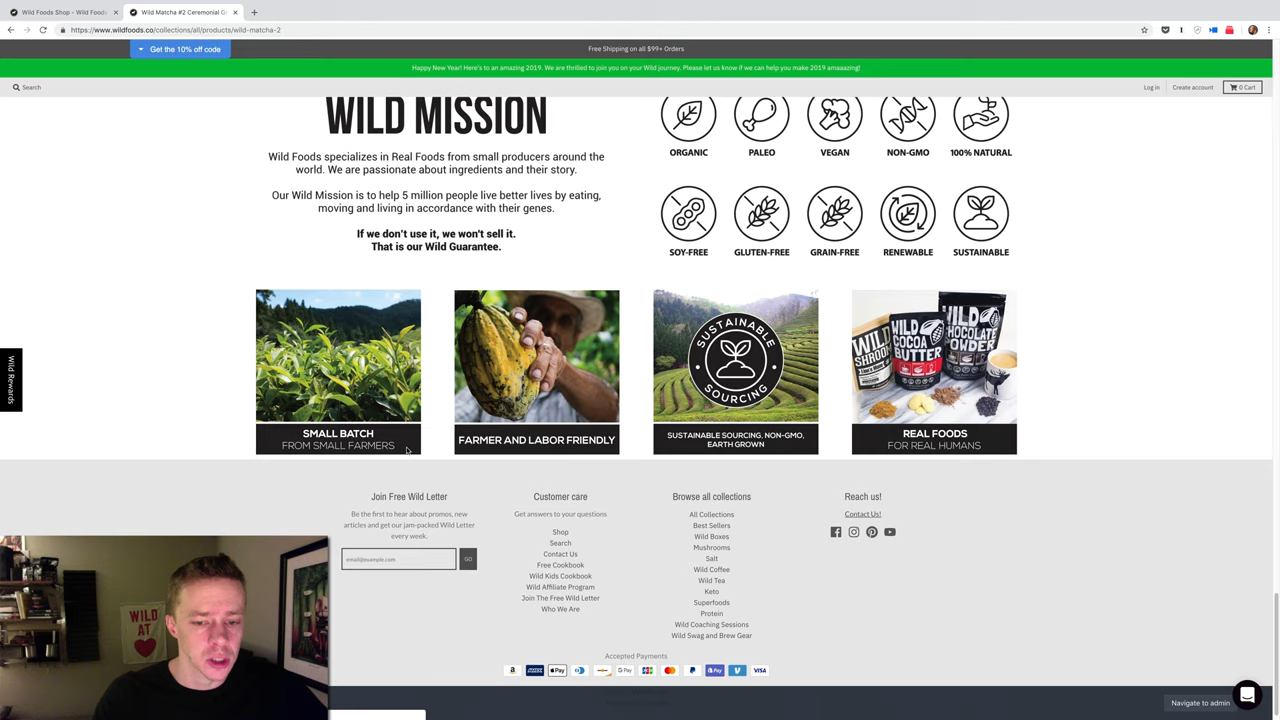 Wild Foods Shop - Wild Foods
Wild Matcha #2 Ceremonial Gr
https://www.wildfoods.co/collections/all/products/wild-matcha-2
Get the 10% off code
Free Shipping on all $99+ Orders
Happy New Year! Here's to an amazing 2019. We are thrilled to join you on your Wild journey. Please let us know if we can help you make 2019 amaaazing!
Search
Log in
Create account
0 Cart
WILD MISSION
Wild Foods specializes in Real Foods from small producers around the
world. We are passionate about ingredients and their story.
Our Wild Mission is to help 5 million people live better lives by eating,
moving and living in accordance with their genes.
If we don't use it, we won't sell it.
That is our Wild Guarantee.
ORGANIC
PALEO
VEGAN
NON-GMO
100% NATURAL
SOY-FREE
GLUTEN-FREE
GRAIN-FREE
RENEWABLE
SUSTAINABLE
Wild Rewards
SMALL BATCH
FROM SMALL FARMERS
FARMER AND LABOR FRIENDLY
SUSTAINABLE
SOURCING
SUSTAINABLE SOURCING, NON-GMO,
EARTH GROWN
WILD
SHROOM
WILD
COCOA
BUTTER
WILD
CHOCOLATE
POWDER
REAL FOODS
FOR REAL HUMANS
Join Free Wild Letter
Be the first to hear about promos, new
articles and get our jam-packed Wild Letter
every week.
email@example.com
GO
Customer care
Get answers to your questions
Shop
Search
Contact Us
Free Cookbook
Wild Kids Cookbook
Wild Affiliate Program
Join The Free Wild Letter
Who We Are
Browse all collections
All Collections
Best Sellers
Wild Boxes
Mushrooms
Salt
Wild Coffee
Wild Tea
Keto
Superfoods
Protein
Wild Coaching Sessions
Wild Swag and Brew Gear
Reach us!
Contact Us!
Accepted Payments
WILD
AT
Navigate to admin